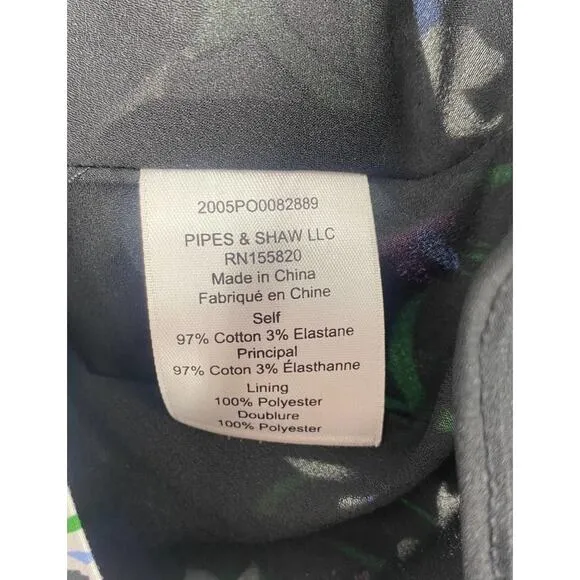 2005PO0082889
PIPES & SHAW LLC
RN155820
Made in China
Fabriqué en Chine
Self
97% Cotton 3% Elastane
Principal
97% Coton 3% Élasthanne
Lining
100% Polyester
Doublure
100% Polyester